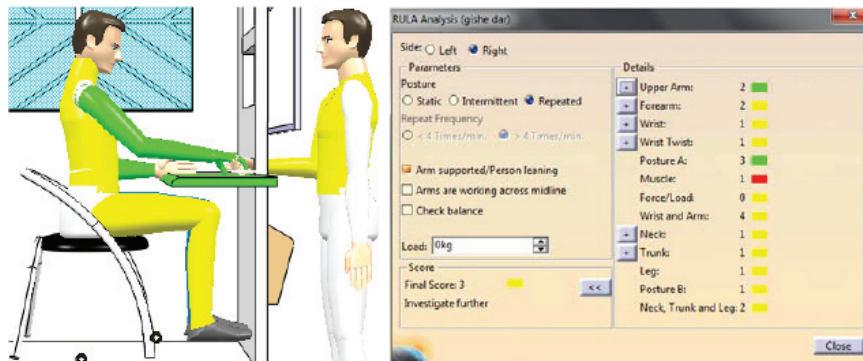 RULA Analysis (gishe dar)
Side: Left Right
Parameters
Posture
Static Intermittent Repeated
Repeat Frequency
< 4 Times/min. > 4 Times/min.
Arm supported/Person leaning
Arms are working across midline
Check balance
Load: 0kg
Score
Final Score: 3
Investigate further
<<
Details
+ Upper Arm: 2
+ Forearm: 2
+ Wrist: 1
+ Wrist Twist: 1
Posture A: 3
Muscle: 1
Force/Load: 0
Wrist and Arm: 4
+ Neck: 1
+ Trunk: 1
Leg: 1
Posture B: 1
Neck, Trunk and Leg: 2
Close